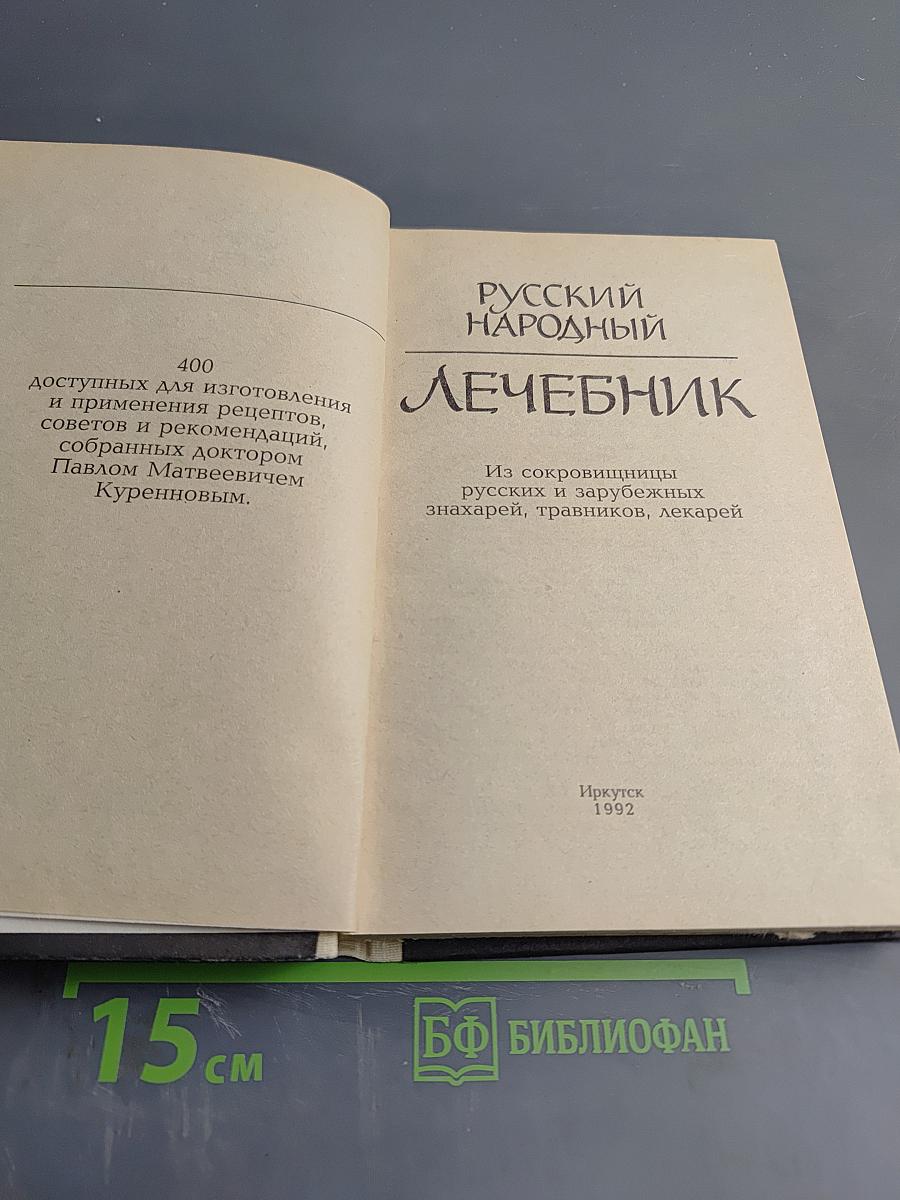 400
доступных для изготовления
и применения рецептов,
советов и рекомендаций,
собранных доктором
Павлом Матвеевичем
Куренновым.
РУССКИЙ
НАРОДНЫЙ
ЛЕЧЕБНИК
Из сокровищницы
русских и зарубежных
знахарей, травников, лекарей
Иркутск
1992
15 см
БФ БИБЛИОФАН